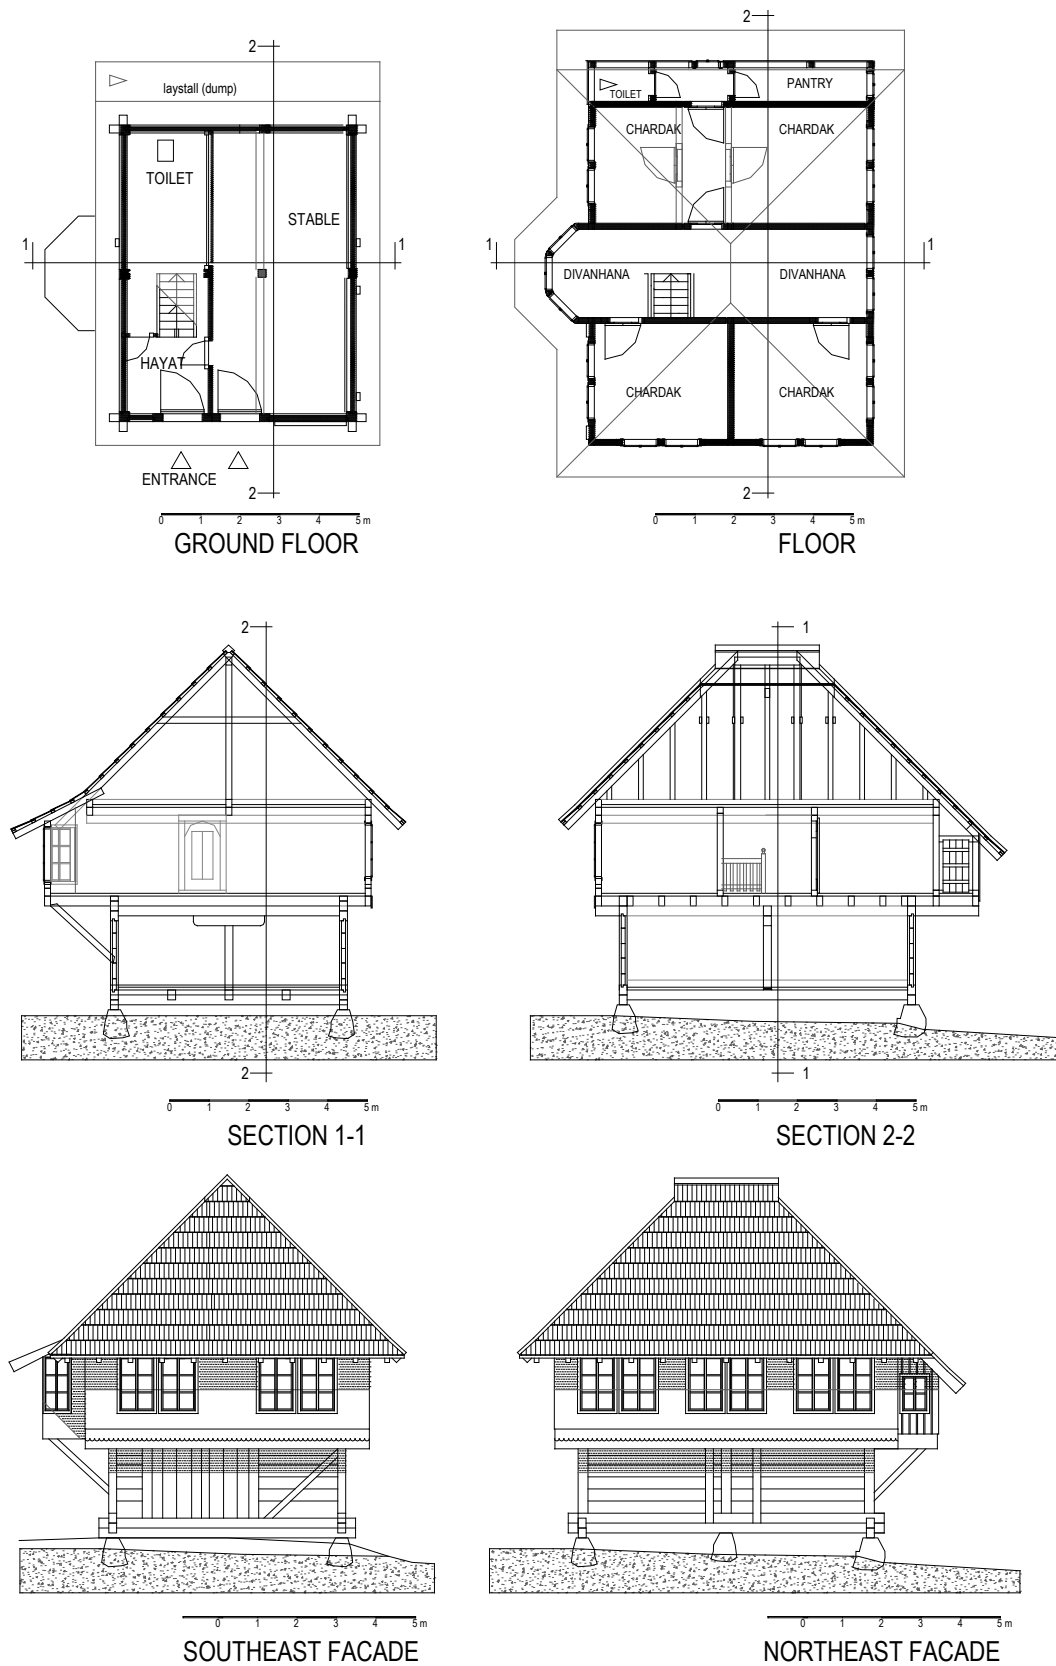 2
laystall (dump)
TOILET
STABLE
1 1
HAYAT
ENTRANCE
2
0 1 2 3 4 5 m
GROUND FLOOR
2
TOILET
PANTRY
CHARDAK CHARDAK
1 1
DIVANHANA DIVANHANA
CHARDAK CHARDAK
2
0 1 2 3 4 5 m
FLOOR
2
2
0 1 2 3 4 5 m
SECTION 1-1
1
1
0 1 2 3 4 5 m
SECTION 2-2
0 1 2 3 4 5 m
SOUTHEAST FACADE
0 1 2 3 4 5 m
NORTHEAST FACADE